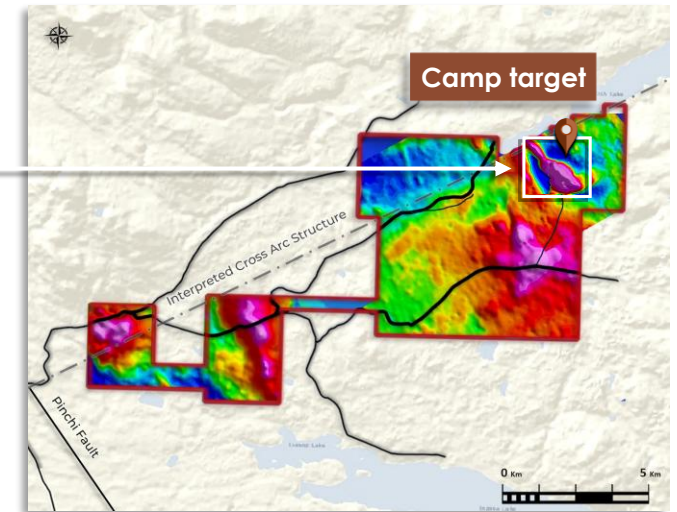 Camp target
Interpreted Cross Arc Structure
Pinchi Fault
0 Km
5 Km